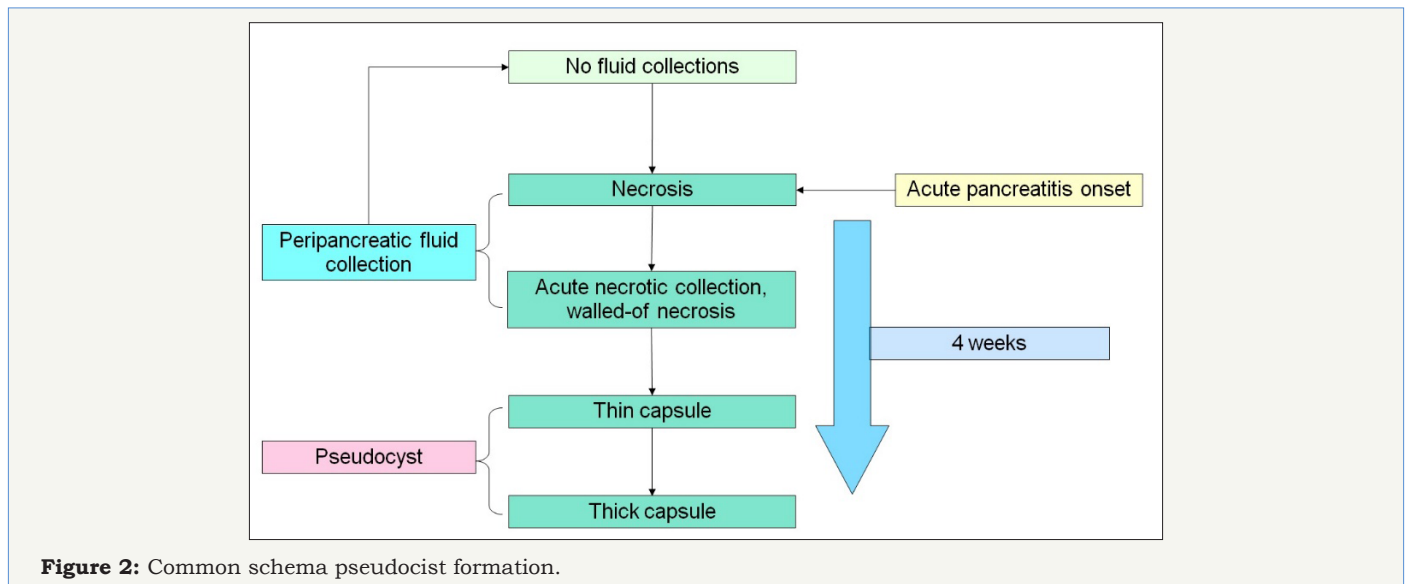 No fluid collections
Necrosis
Acute pancreatitis onset
Peripancreatic fluid
collection
Acute necrotic collection,
walled-of necrosis
4 weeks
Thin capsule
Pseudocyst
Thick capsule
Figure 2: Common schema pseudocist formation.